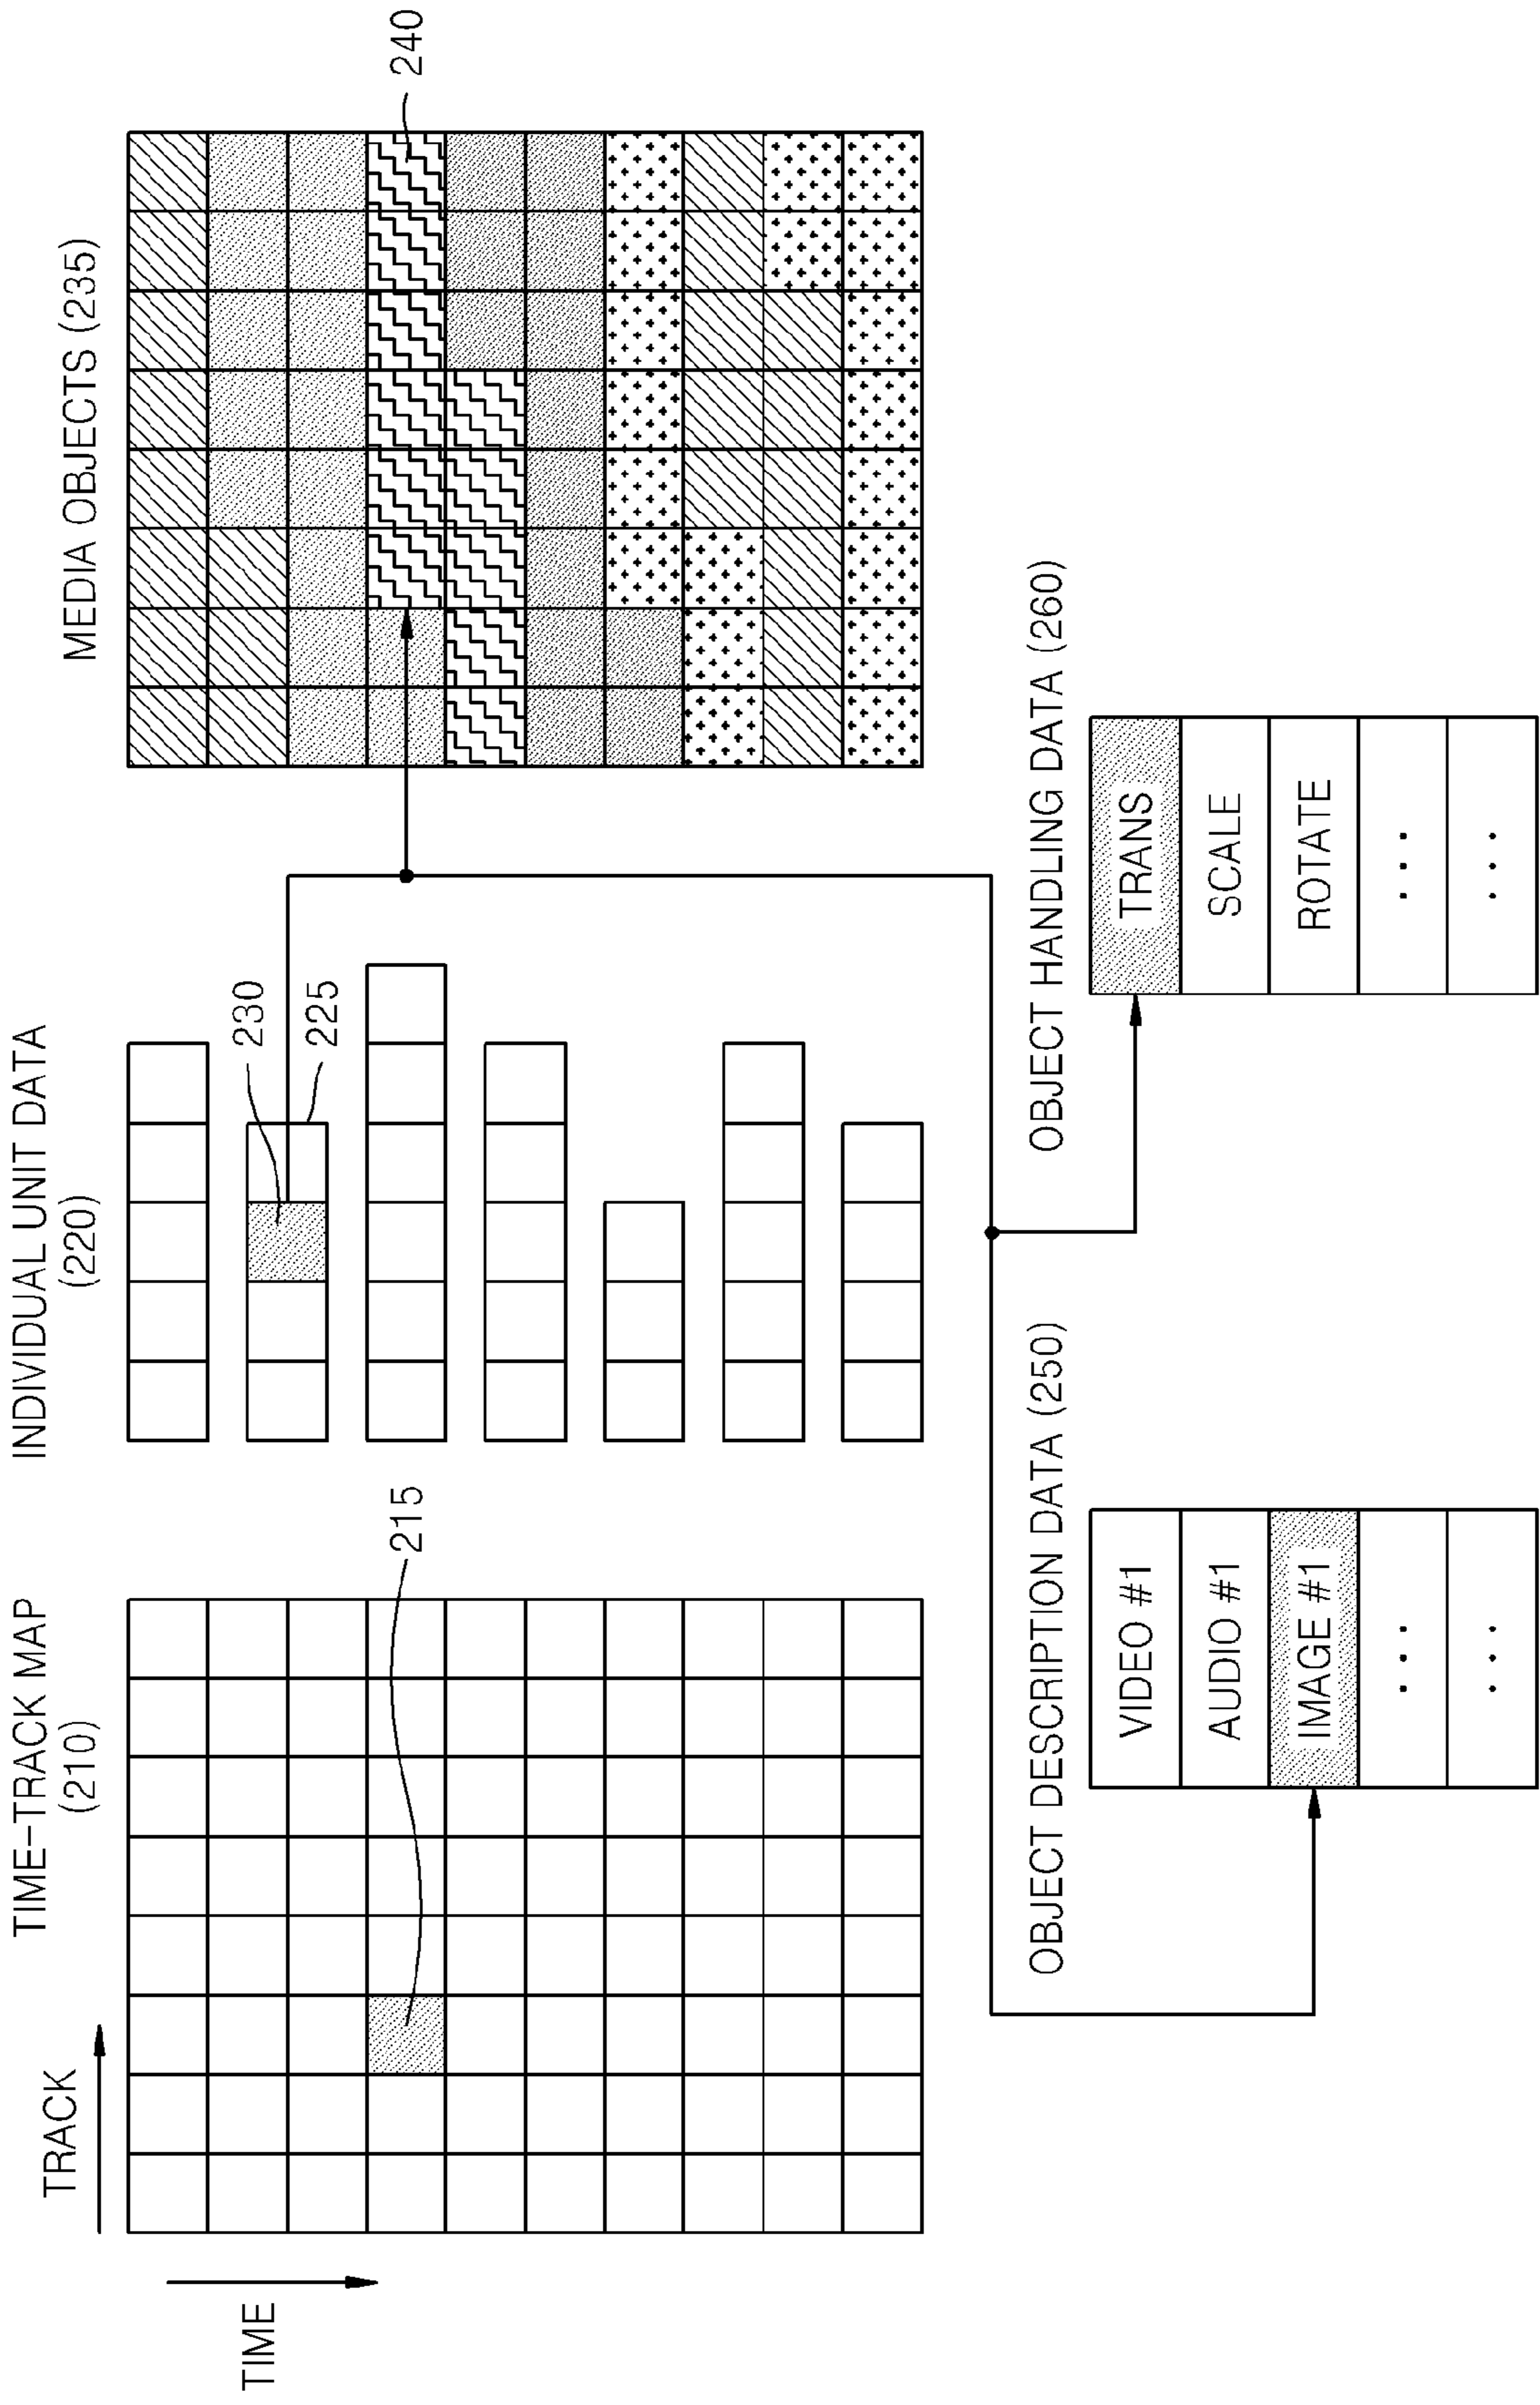 TIME-TRACK MAP
(210)
TRACK
TIME
215
INDIVIDUAL UNIT DATA
(220)
230
225
MEDIA OBJECTS (235)
240
OBJECT DESCRIPTION DATA (250)
VIDEO #1
AUDIO #1
IMAGE #1
...
...
OBJECT HANDLING DATA (260)
TRANS
SCALE
ROTATE
...
...